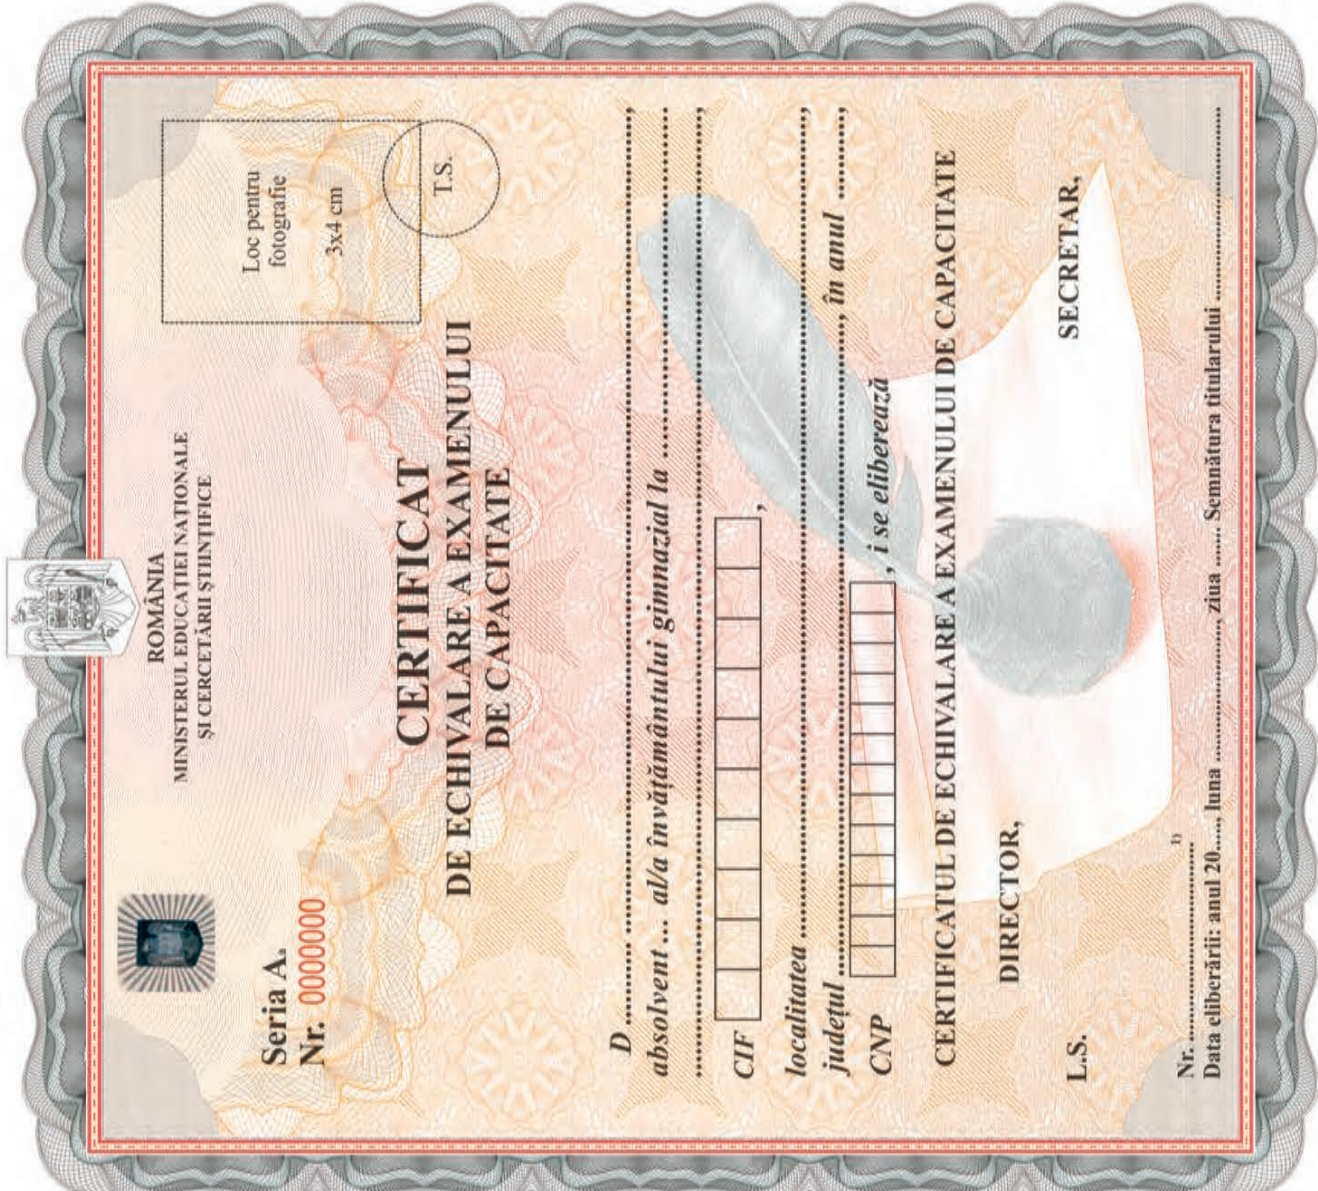 ROMÂNIA
MINISTERUL EDUCAȚIEI NAȚIONALE
ȘI CERCETĂRII ȘTIINȚIFICE
Loc pentru
fotografie
3x4 cm
T.S.
Seria A.
Nr. 0000000
CERTIFICAT
DE ECHIVALARE A EXAMENULUI
DE CAPACITATE
D ........................................................................,
absolvent ... al/a învățământului gimnazial la ..............................
........................................................................,
CIF ,
localitatea ........................................................,
județul ........................................, în anul ........,
CNP , i se eliberează
CERTIFICATUL DE ECHIVALARE A EXAMENULUI DE CAPACITATE
DIRECTOR,
SECRETAR,
L.S.
Nr. .............................. 1)
Data eliberării: anul 20....., luna ...................., ziua ....... Semnătura titularului ..............................